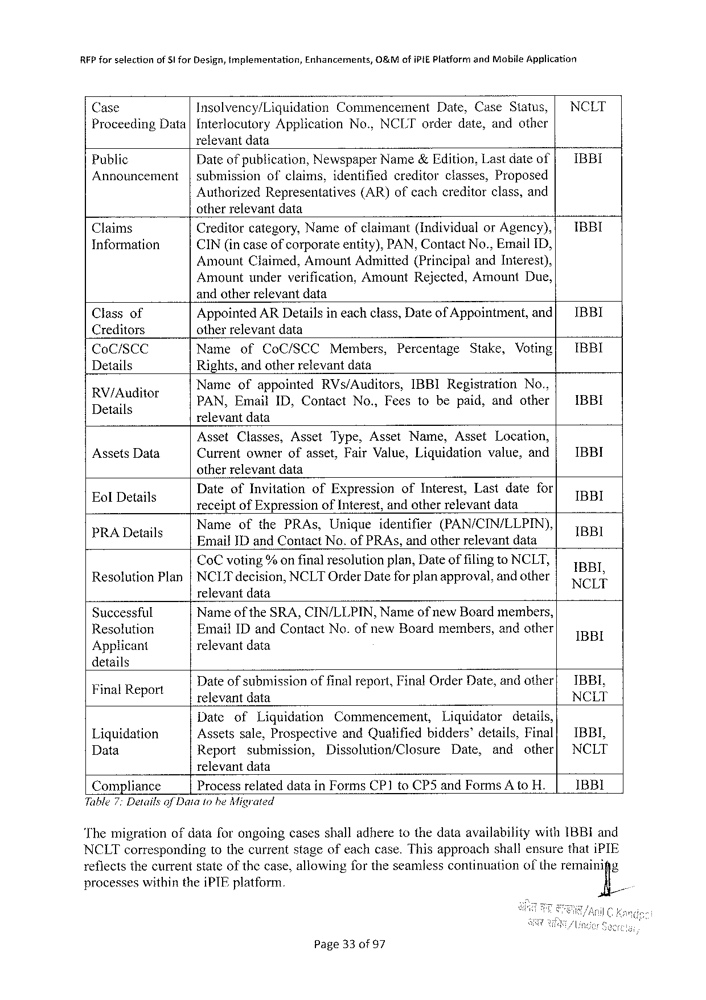 RFP for selection of SI for Design, Implementation, Enhancements, O&M of iPIE Platform and Mobile Application
Case Proceeding Data
Insolvency/Liquidation Commencement Date, Case Status,
Interlocutory Application No., NCLT order date, and other
relevant data
NCLT
Public
Announcement
Date of publication, Newspaper Name & Edition, Last date of
submission of claims, identified creditor classes, Proposed
Authorized Representatives (AR) of each creditor class, and
other relevant data
IBBI
Claims
Information
Creditor category, Name of claimant (Individual or Agency),
CIN (in case of corporate entity), PAN, Contact No., Email ID,
Amount Claimed, Amount Admitted (Principal and Interest),
Amount under verification, Amount Rejected, Amount Due,
and other relevant data
IBBI
Class of
Creditors
Appointed AR Details in each class, Date of Appointment, and
other relevant data
IBBI
CoC/SCC
Details
Name of CoC/SCC Members, Percentage Stake, Voting
Rights, and other relevant data
IBBI
RV/Auditor
Details
Name of appointed RVs/Auditors, IBBI Registration No.,
PAN, Email ID, Contact No., Fees to be paid, and other
relevant data
IBBI
Assets Data
Asset Classes, Asset Type, Asset Name, Asset Location,
Current owner of asset, Fair Value, Liquidation value, and
other relevant data
IBBI
EoI Details
Date of Invitation of Expression of Interest, Last date for
receipt of Expression of Interest, and other relevant data
IBBI
PRA Details
Name of the PRAs, Unique identifier (PAN/CIN/LLPIN),
Email ID and Contact No. of PRAs, and other relevant data
IBBI
Resolution Plan
CoC voting % on final resolution plan, Date of filing to NCLT,
NCLT decision, NCLT Order Date for plan approval, and other
relevant data
IBBI,
NCLT
Successful
Resolution
Applicant
details
Name of the SRA, CIN/LLPIN, Name of new Board members,
Email ID and Contact No. of new Board members, and other
relevant data
IBBI
Final Report
Date of submission of final report, Final Order Date, and other
relevant data
IBBI,
NCLT
Liquidation
Data
Date of Liquidation Commencement, Liquidator details,
Assets sale, Prospective and Qualified bidders' details, Final
Report submission, Dissolution/Closure Date, and other
relevant data
IBBI,
NCLT
Compliance
Process related data in Forms CP1 to CP5 and Forms A to H.
IBBI
Table 7: Details of Data to be Migrated
The migration of data for ongoing cases shall adhere to the data availability with IBBI and
NCLT corresponding to the current stage of each case. This approach shall ensure that iPIE
reflects the current state of the case, allowing for the seamless continuation of the remaining
processes within the iPIE platform.
/Anil C Kandpal
/Under Secretary
Page 33 of 97